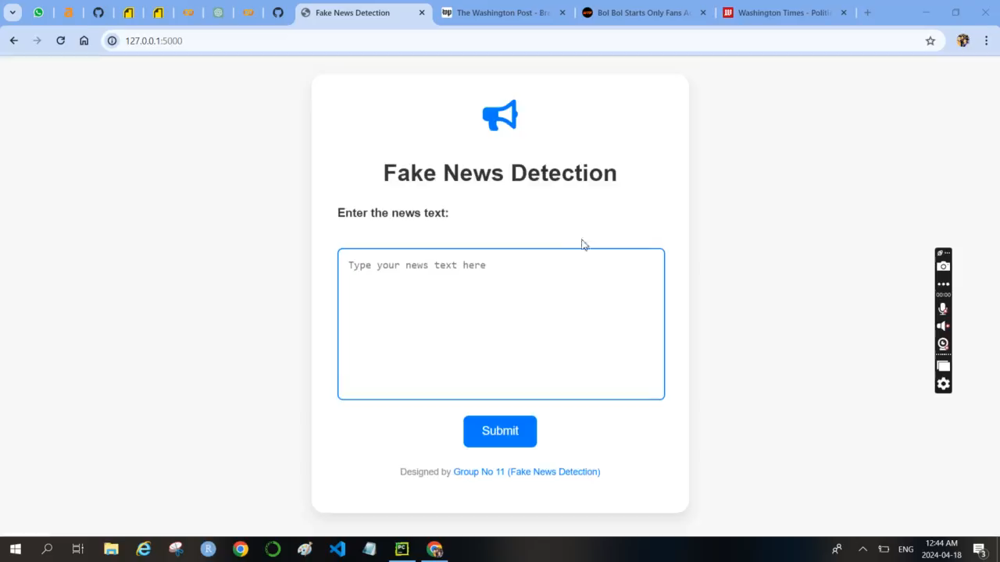 Fake News Detection
The Washington Post - Bre
Bol Bol Starts Only Fans Ac
Washington Times - Politi
127.0.0.1:5000
Fake News Detection
Enter the news text:
Type your news text here
Submit
Designed by Group No 11 (Fake News Detection)
00:00
ENG
12:44 AM
2024-04-18
3